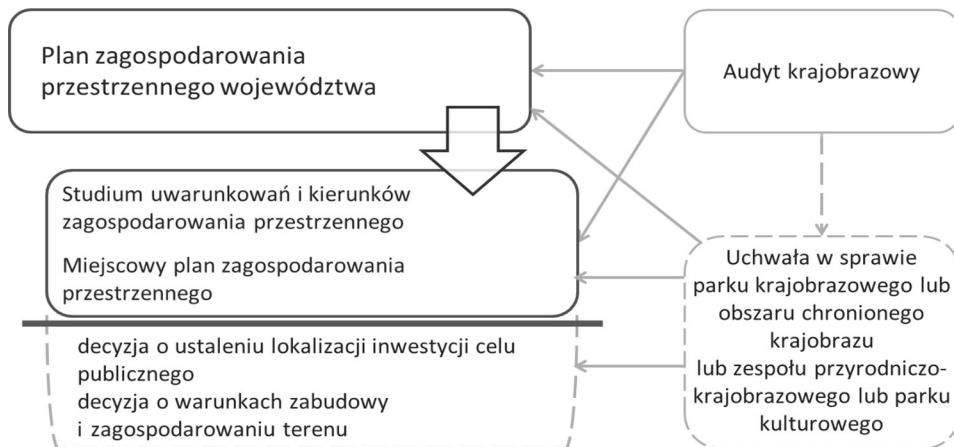 Plan zagospodarowania
przestrzennego województwa
Audyt krajobrazowy
Studium uwarunkowań i kierunków
zagospodarowania przestrzennego
Miejscowy plan zagospodarowania
przestrzennego
decyzja o ustaleniu lokalizacji inwestycji celu
publicznego
decyzja o warunkach zabudowy
i zagospodarowaniu terenu
Uchwała w sprawie
parku krajobrazowego lub
obszaru chronionego
krajobrazu
lub zespołu przyrodniczo-
krajobrazowego lub parku
kulturowego